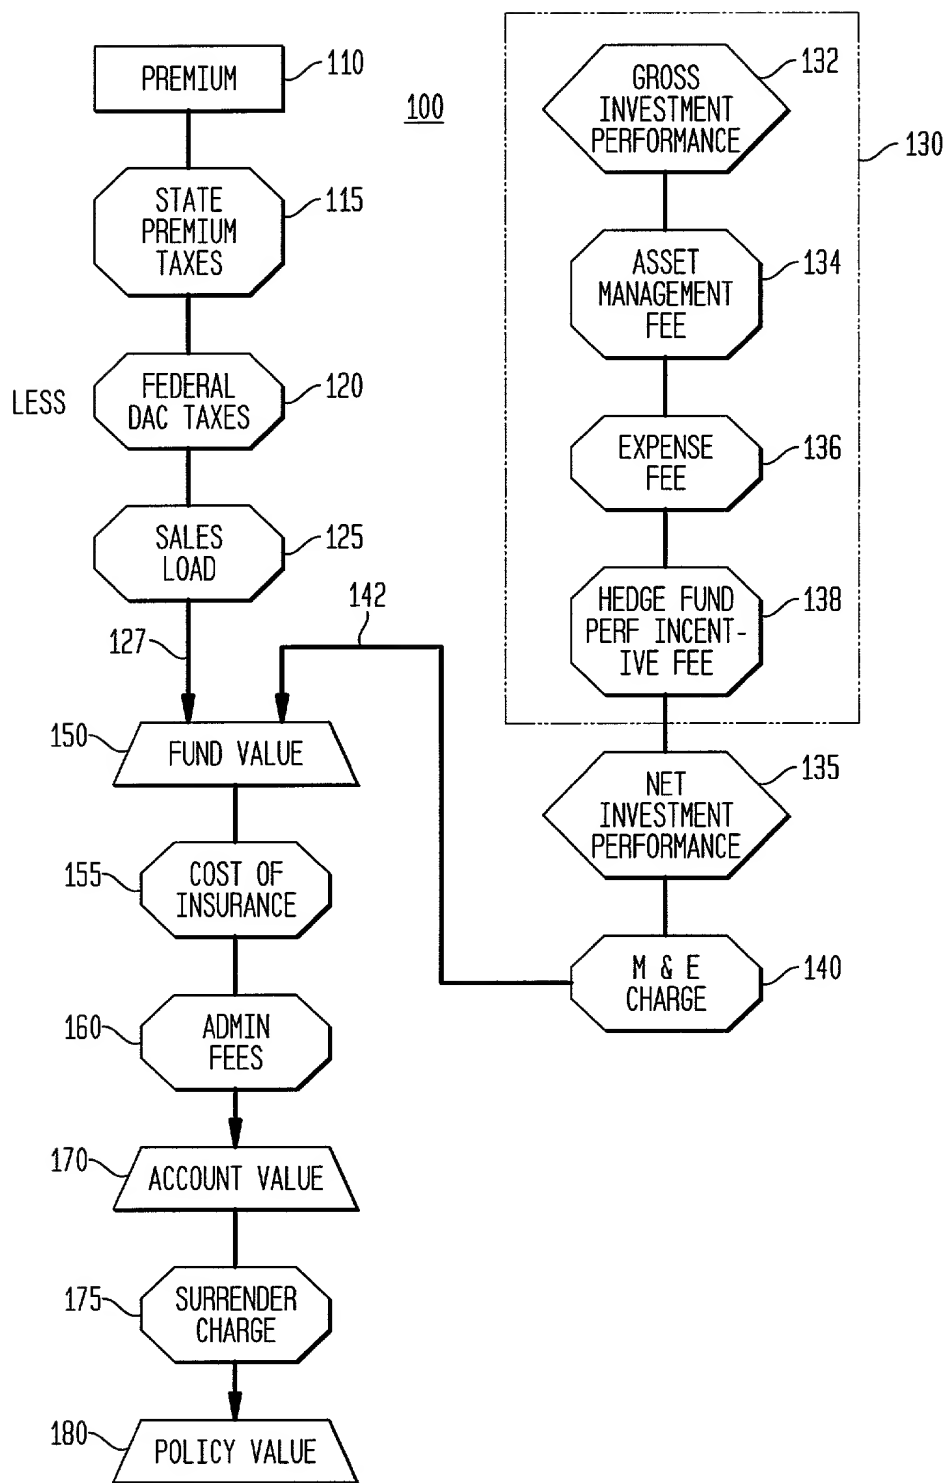 PREMIUM
110
100
STATE
PREMIUM
TAXES
115
LESS
FEDERAL
DAC TAXES
120
SALES
LOAD
125
127
142
GROSS
INVESTMENT
PERFORMANCE
132
130
ASSET
MANAGEMENT
FEE
134
EXPENSE
FEE
136
HEDGE FUND
PERF INCENT-
IVE FEE
138
NET
INVESTMENT
PERFORMANCE
135
M & E
CHARGE
140
150
FUND VALUE
155
COST OF
INSURANCE
160
ADMIN
FEES
170
ACCOUNT VALUE
175
SURRENDER
CHARGE
180
POLICY VALUE